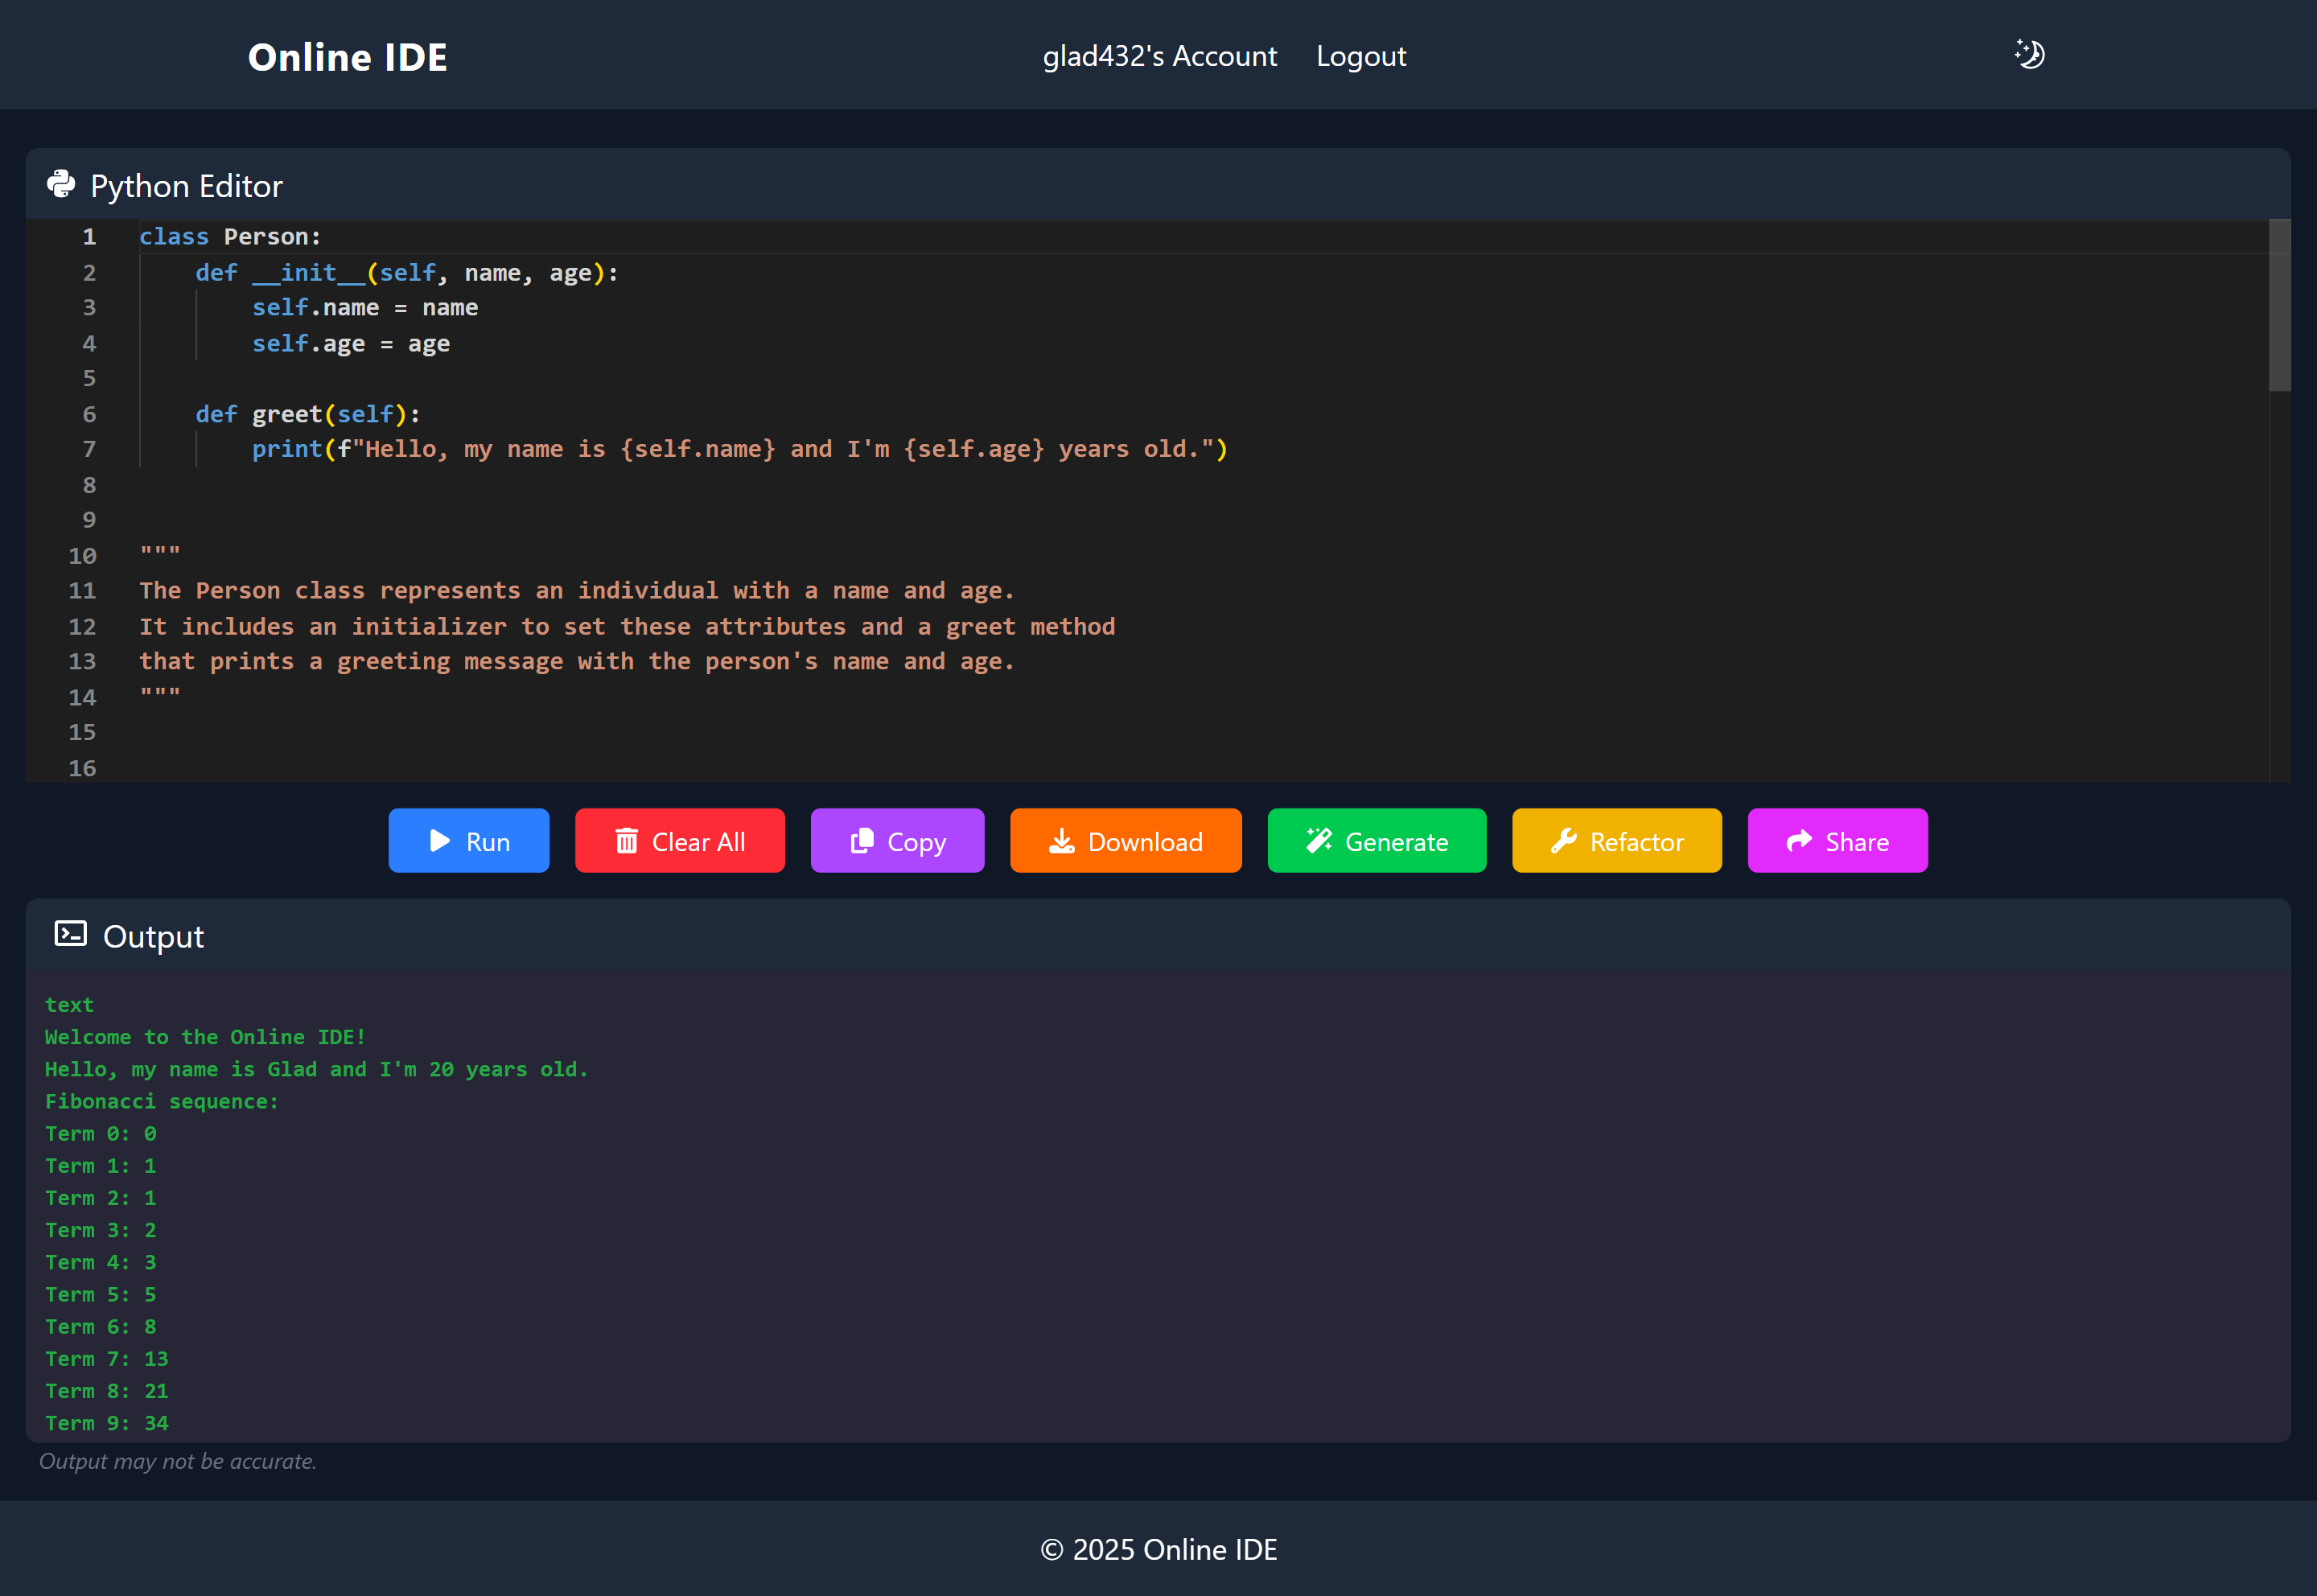 Online IDE
glad432's Account Logout
Python Editor
1 class Person:
2     def __init__(self, name, age):
3         self.name = name
4         self.age = age
5
6     def greet(self):
7         print(f"Hello, my name is {self.name} and I'm {self.age} years old.")
8
9
10 """
11 The Person class represents an individual with a name and age.
12 It includes an initializer to set these attributes and a greet method
13 that prints a greeting message with the person's name and age.
14 """
15
16
Run Clear All Copy Download Generate Refactor Share
Output
text
Welcome to the Online IDE!
Hello, my name is Glad and I'm 20 years old.
Fibonacci sequence:
Term 0: 0
Term 1: 1
Term 2: 1
Term 3: 2
Term 4: 3
Term 5: 5
Term 6: 8
Term 7: 13
Term 8: 21
Term 9: 34
Output may not be accurate.
© 2025 Online IDE